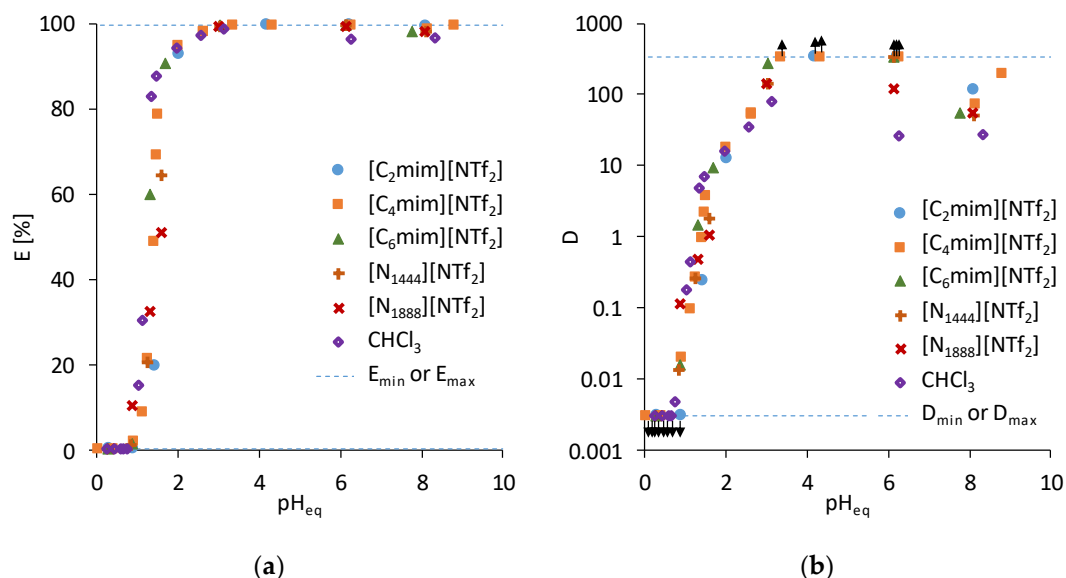 100
80
60
40
20
0
E [%]
0 2 4 6 8 10
pHeq
[C₂mim][NTf₂]
[C₄mim][NTf₂]
[C₆mim][NTf₂]
[N₁₄₄₄][NTf₂]
[N₁₈₈₈][NTf₂]
CHCl₃
Emin or Emax
(a)
1000
100
10
1
0.1
0.01
0.001
D
0 2 4 6 8 10
pHeq
[C₂mim][NTf₂]
[C₄mim][NTf₂]
[C₆mim][NTf₂]
[N₁₄₄₄][NTf₂]
[N₁₈₈₈][NTf₂]
CHCl₃
Dmin or Dmax
(b)